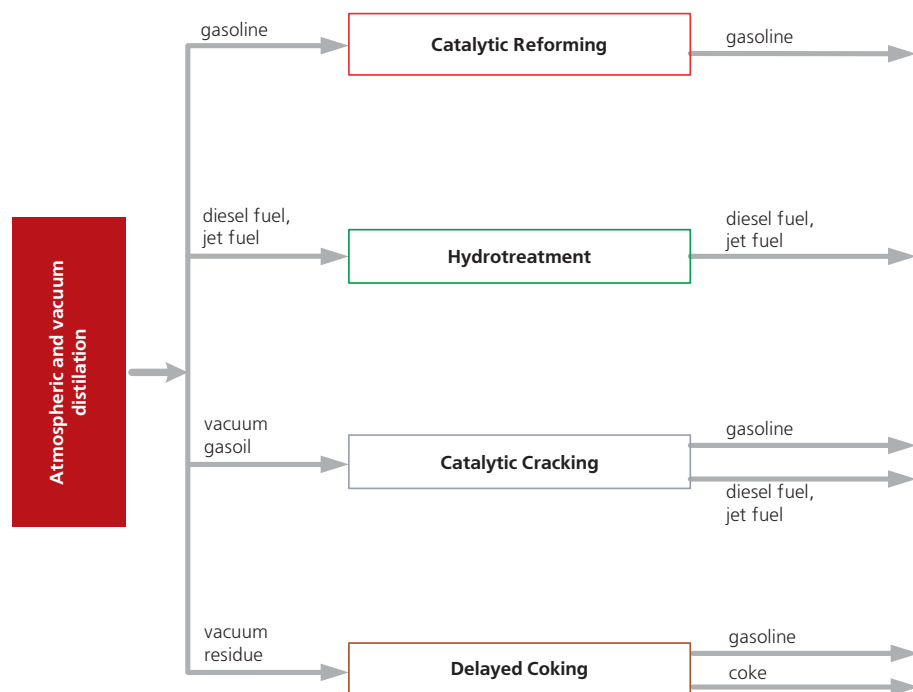 gasoline
Catalytic Reforming
gasoline
diesel fuel,
jet fuel
Hydrotreatment
diesel fuel,
jet fuel
Atmospheric and vacuum
distilation
vacuum
gasoil
Catalytic Cracking
gasoline
diesel fuel,
jet fuel
vacuum
residue
Delayed Coking
gasoline
coke